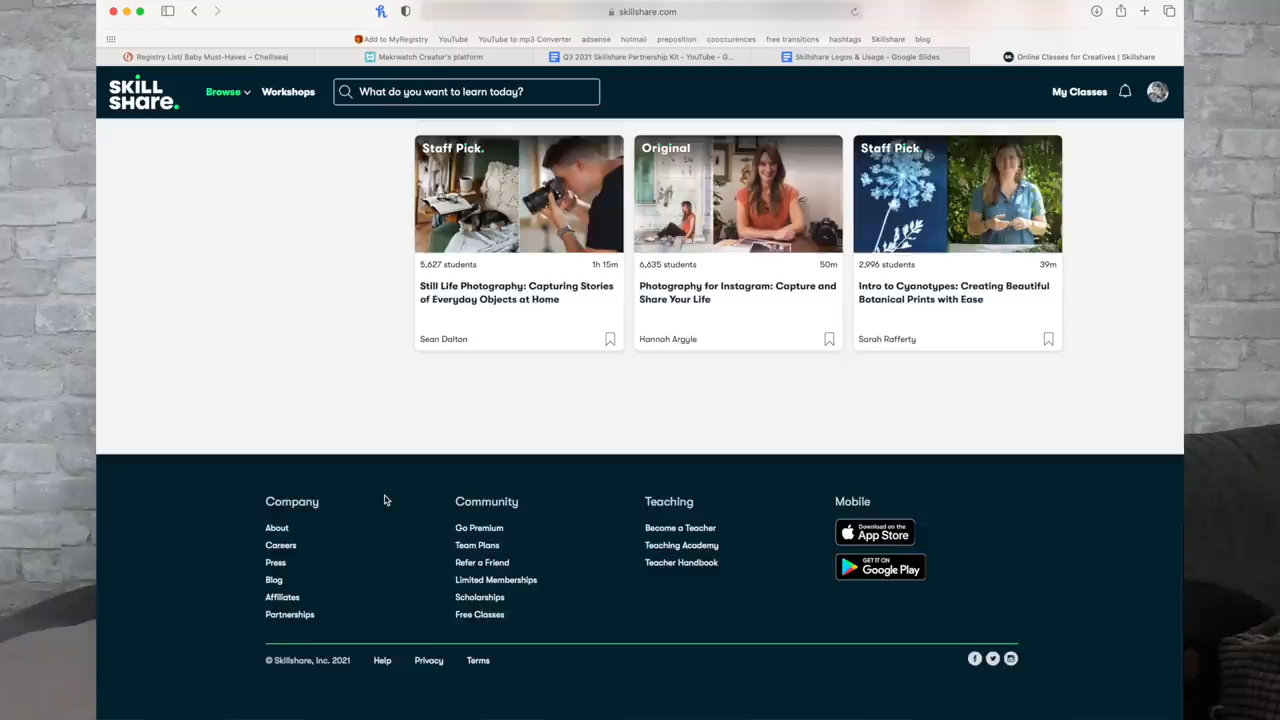 skillshare.com
Add to MyRegistry YouTube YouTube to mp3 Converter adsense hotmail preposition cooccurences free transitions hashtags Skillshare blog
Registry List/ Baby Must-Haves – Chellseaj
Makrwatch Creator's platform
Q3 2021 Skillshare Partnership Kit - YouTube - G...
Skillshare Logos & Usage - Google Slides
Online Classes for Creatives | Skillshare
SKILL
SHARE.
Browse
Workshops
What do you want to learn today?
My Classes
Staff Pick.
5,627 students 1h 15m
Still Life Photography: Capturing Stories
of Everyday Objects at Home
Sean Dalton
Original
6,635 students 50m
Photography for Instagram: Capture and
Share Your Life
Hannah Argyle
Staff Pick.
2,996 students 39m
Intro to Cyanotypes: Creating Beautiful
Botanical Prints with Ease
Sarah Rafferty
Company
About
Careers
Press
Blog
Affiliates
Partnerships
Community
Go Premium
Team Plans
Refer a Friend
Limited Memberships
Scholarships
Free Classes
Teaching
Become a Teacher
Teaching Academy
Teacher Handbook
Mobile
Download on the
App Store
GET IT ON
Google Play
© Skillshare, Inc. 2021 Help Privacy Terms